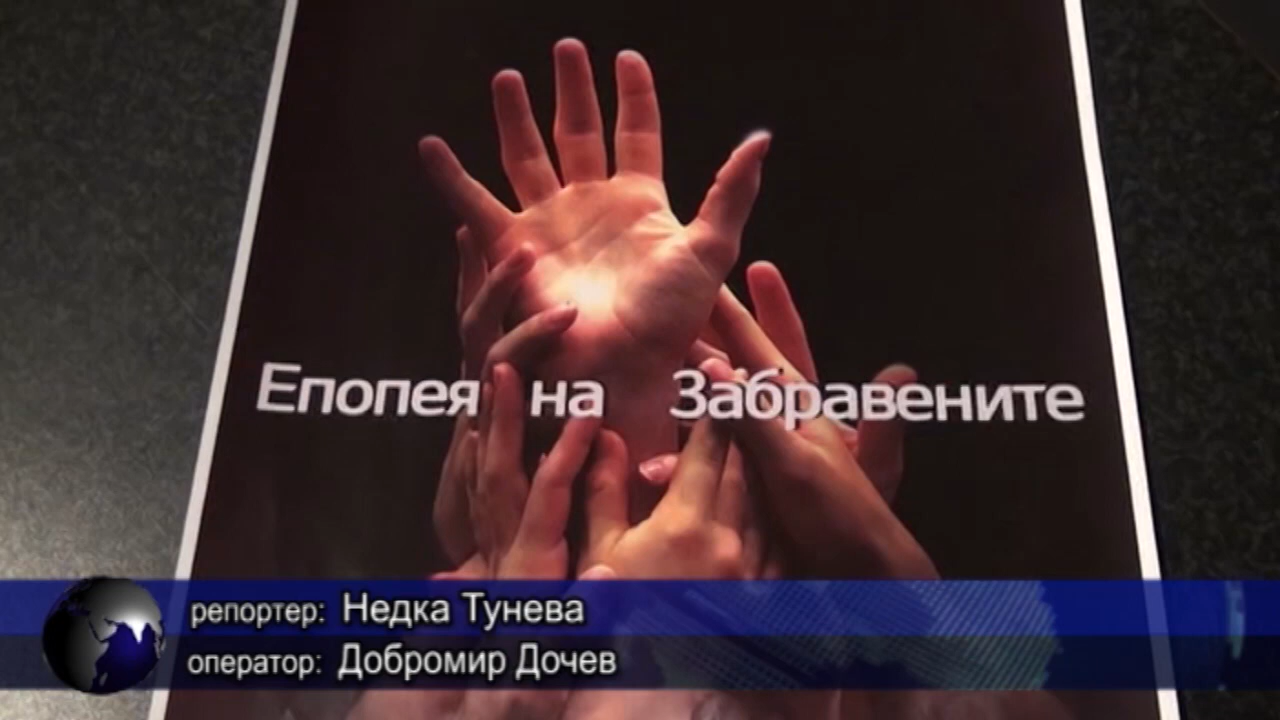 Епопея на Забравените
репортер: Недка Тунева
оператор: Добромир Дочев